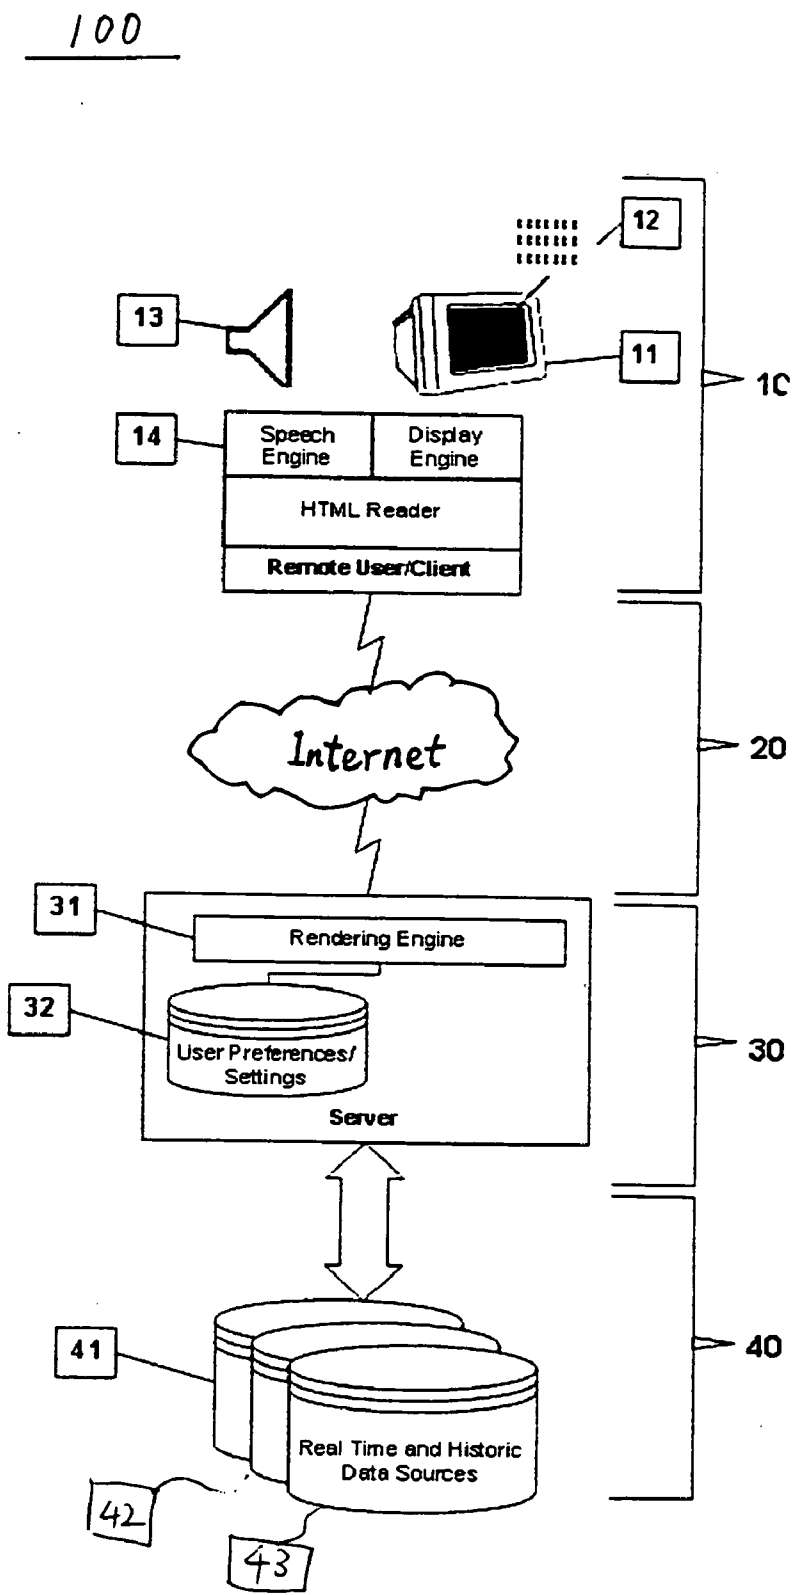 100
12
13
11
10
14
Speech
Engine
Display
Engine
HTML Reader
Remote User/Client
Internet
20
31
Rendering Engine
32
User Preferences/
Settings
30
Server
41
40
Real Time and Historic
Data Sources
42
43